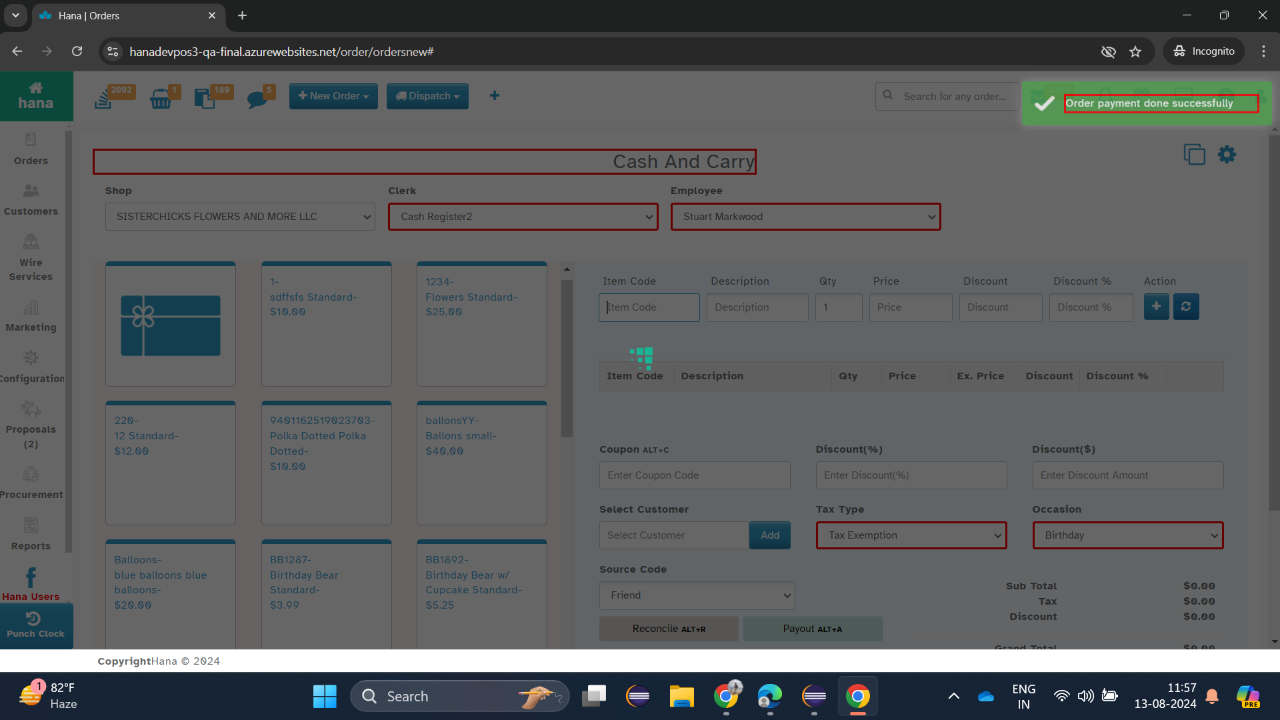 Hana | Orders
hanadevpos3-qa-final.azurewebsites.net/order/ordersnew#
Incognito
hana
2092
1
189
5
New Order
Dispatch
Search for any order...
Order payment done successfully
Orders
Customers
Wire
Services
Marketing
Configuration
Proposals
(2)
Procurement
Reports
Hana Users
Punch Clock
Cash And Carry
Shop
Clerk
Employee
SISTERCHICKS FLOWERS AND MORE LLC
Cash Register2
Stuart Markwood
1-
sdffsfs Standard-
$10.00
1234-
Flowers Standard-
$25.00
220-
12 Standard-
$12.00
9401162519023703-
Polka Dotted Polka
Dotted-
$10.00
ballonsYY-
Ballons small-
$40.00
Balloons-
blue balloons blue
balloons-
$20.00
BB1287-
Birthday Bear
Standard-
$3.99
BB1892-
Birthday Bear w/
Cupcake Standard-
$5.25
Item Code Description Qty Price Discount Discount % Action
Item Code Description 1 Price Discount Discount %
Item Code Description Qty Price Ex. Price Discount Discount %
Coupon ALT+C
Discount(%)
Discount($)
Enter Coupon Code
Enter Discount(%)
Enter Discount Amount
Select Customer
Tax Type
Occasion
Select Customer
Add
Tax Exemption
Birthday
Source Code
Friend
Sub Total $0.00
Tax $0.00
Discount $0.00
Grand Total $0.00
Reconcile ALT+R
Payout ALT+A
CopyrightHana © 2024
1
82°F
Haze
Search
ENG
IN
11:57
13-08-2024
PRE